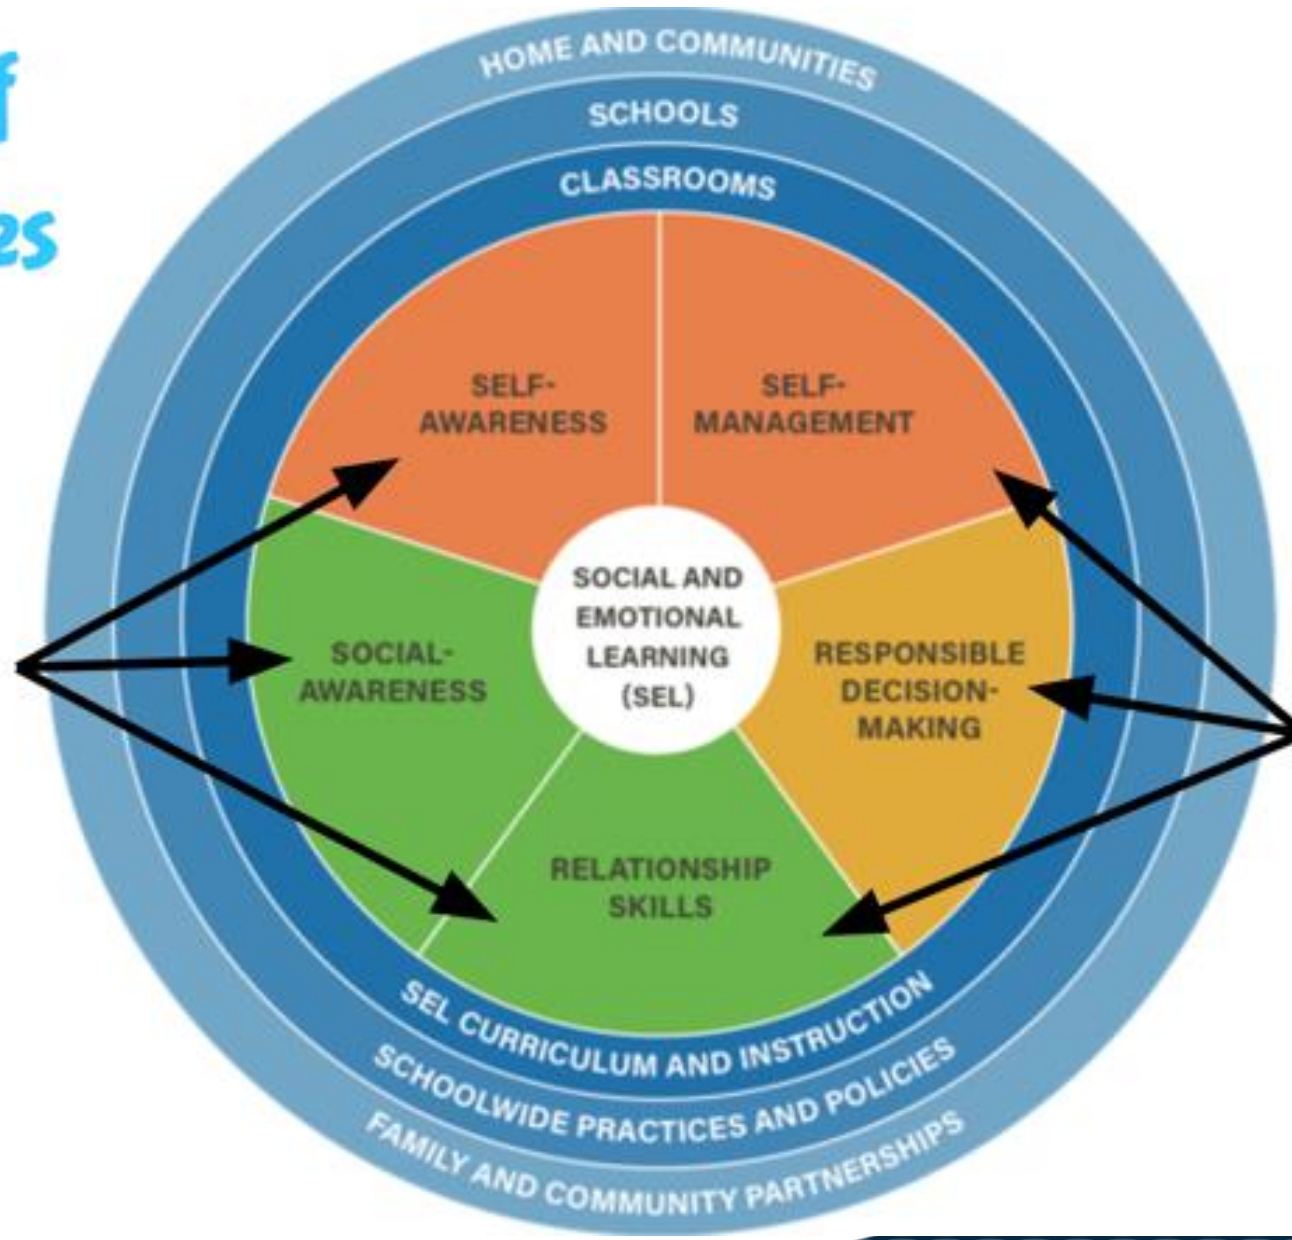 HOME AND COMMUNITIES
SCHOOLS
CLASSROOMS
SELF-
AWARENESS
SELF-
MANAGEMENT
SOCIAL AND
EMOTIONAL
LEARNING
(SEL)
SOCIAL-
AWARENESS
RESPONSIBLE
DECISION-
MAKING
RELATIONSHIP
SKILLS
SEL CURRICULUM AND INSTRUCTION
SCHOOLWIDE PRACTICES AND POLICIES
FAMILY AND COMMUNITY PARTNERSHIPS